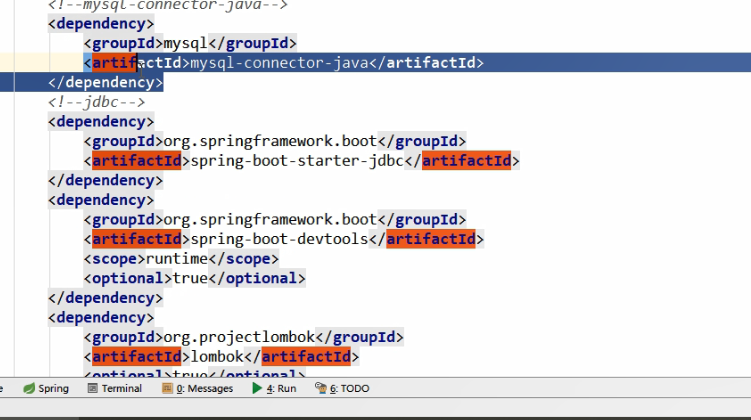 <!--mysql-connector-java-->
<dependency>
<groupId>mysql</groupId>
<artifactId>mysql-connector-java</artifactId>
</dependency>
<!--jdbc-->
<dependency>
<groupId>org.springframework.boot</groupId>
<artifactId>spring-boot-starter-jdbc</artifactId>
</dependency>
<dependency>
<groupId>org.springframework.boot</groupId>
<artifactId>spring-boot-devtools</artifactId>
<scope>runtime</scope>
<optional>true</optional>
</dependency>
<dependency>
<groupId>org.projectlombok</groupId>
<artifactId>lombok</artifactId>
<optional>true</optional>
Spring Terminal 0: Messages 4: Run 6: TODO